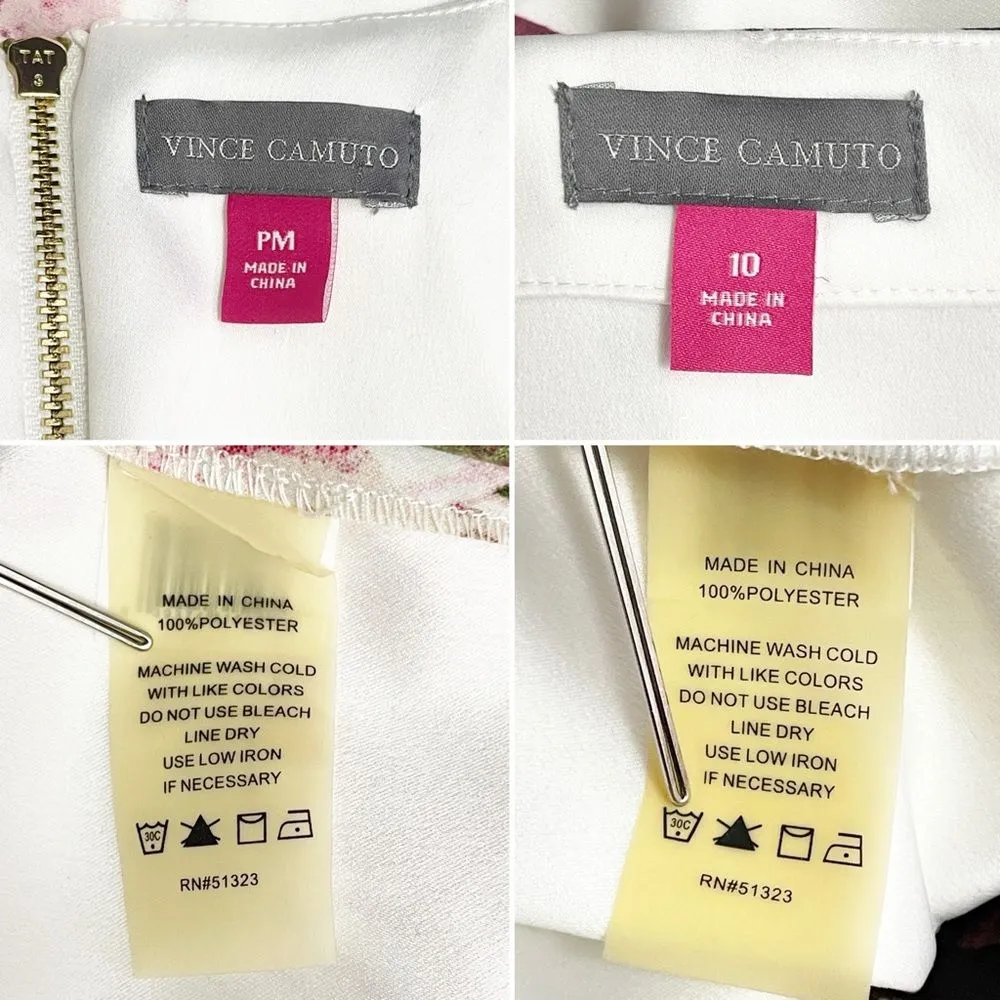 TAT
3
VINCE CAMUTO
PM
MADE IN
CHINA
VINCE CAMUTO
10
MADE IN
CHINA
MADE IN CHINA
100%POLYESTER
MACHINE WASH COLD
WITH LIKE COLORS
DO NOT USE BLEACH
LINE DRY
USE LOW IRON
IF NECESSARY
30C
RN#51323
MADE IN CHINA
100%POLYESTER
MACHINE WASH COLD
WITH LIKE COLORS
DO NOT USE BLEACH
LINE DRY
USE LOW IRON
IF NECESSARY
30C
RN#51323